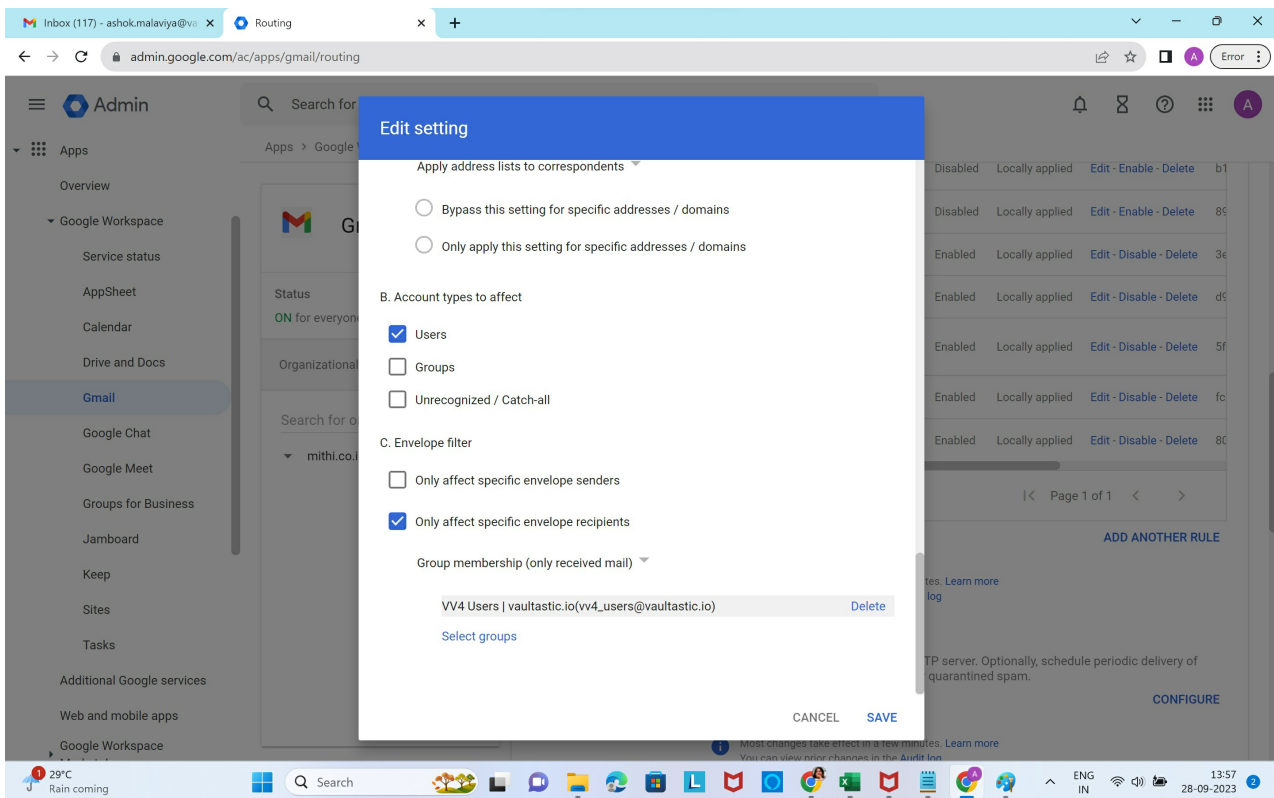 Inbox (117) - ashok.malaviya@va
Routing
admin.google.com/ac/apps/gmail/routing
A
Error
Admin
Search for
A
Apps
Overview
Google Workspace
Service status
AppSheet
Calendar
Drive and Docs
Gmail
Google Chat
Google Meet
Groups for Business
Jamboard
Keep
Sites
Tasks
Additional Google services
Web and mobile apps
Google Workspace
Apps > Google
Status
ON for everyone
Organizational
Search for o
mithi.co.i
Edit setting
Apply address lists to correspondents
Bypass this setting for specific addresses / domains
Only apply this setting for specific addresses / domains
B. Account types to affect
Users
Groups
Unrecognized / Catch-all
C. Envelope filter
Only affect specific envelope senders
Only affect specific envelope recipients
Group membership (only received mail)
VV4 Users | vaultastic.io(vv4_users@vaultastic.io) Delete
Select groups
CANCEL SAVE
Disabled Locally applied Edit - Enable - Delete b1
Disabled Locally applied Edit - Enable - Delete 89
Enabled Locally applied Edit - Disable - Delete 3e
Enabled Locally applied Edit - Disable - Delete d9
Enabled Locally applied Edit - Disable - Delete 5f
Enabled Locally applied Edit - Disable - Delete fc
Enabled Locally applied Edit - Disable - Delete 80
Page 1 of 1
ADD ANOTHER RULE
tes. Learn more
log
TP server. Optionally, schedule periodic delivery of
quarantined spam.
CONFIGURE
Most changes take effect in a few minutes. Learn more
You can view prior changes in the Audit log
1
29°C
Rain coming
Search
ENG
IN
13:57
28-09-2023
2